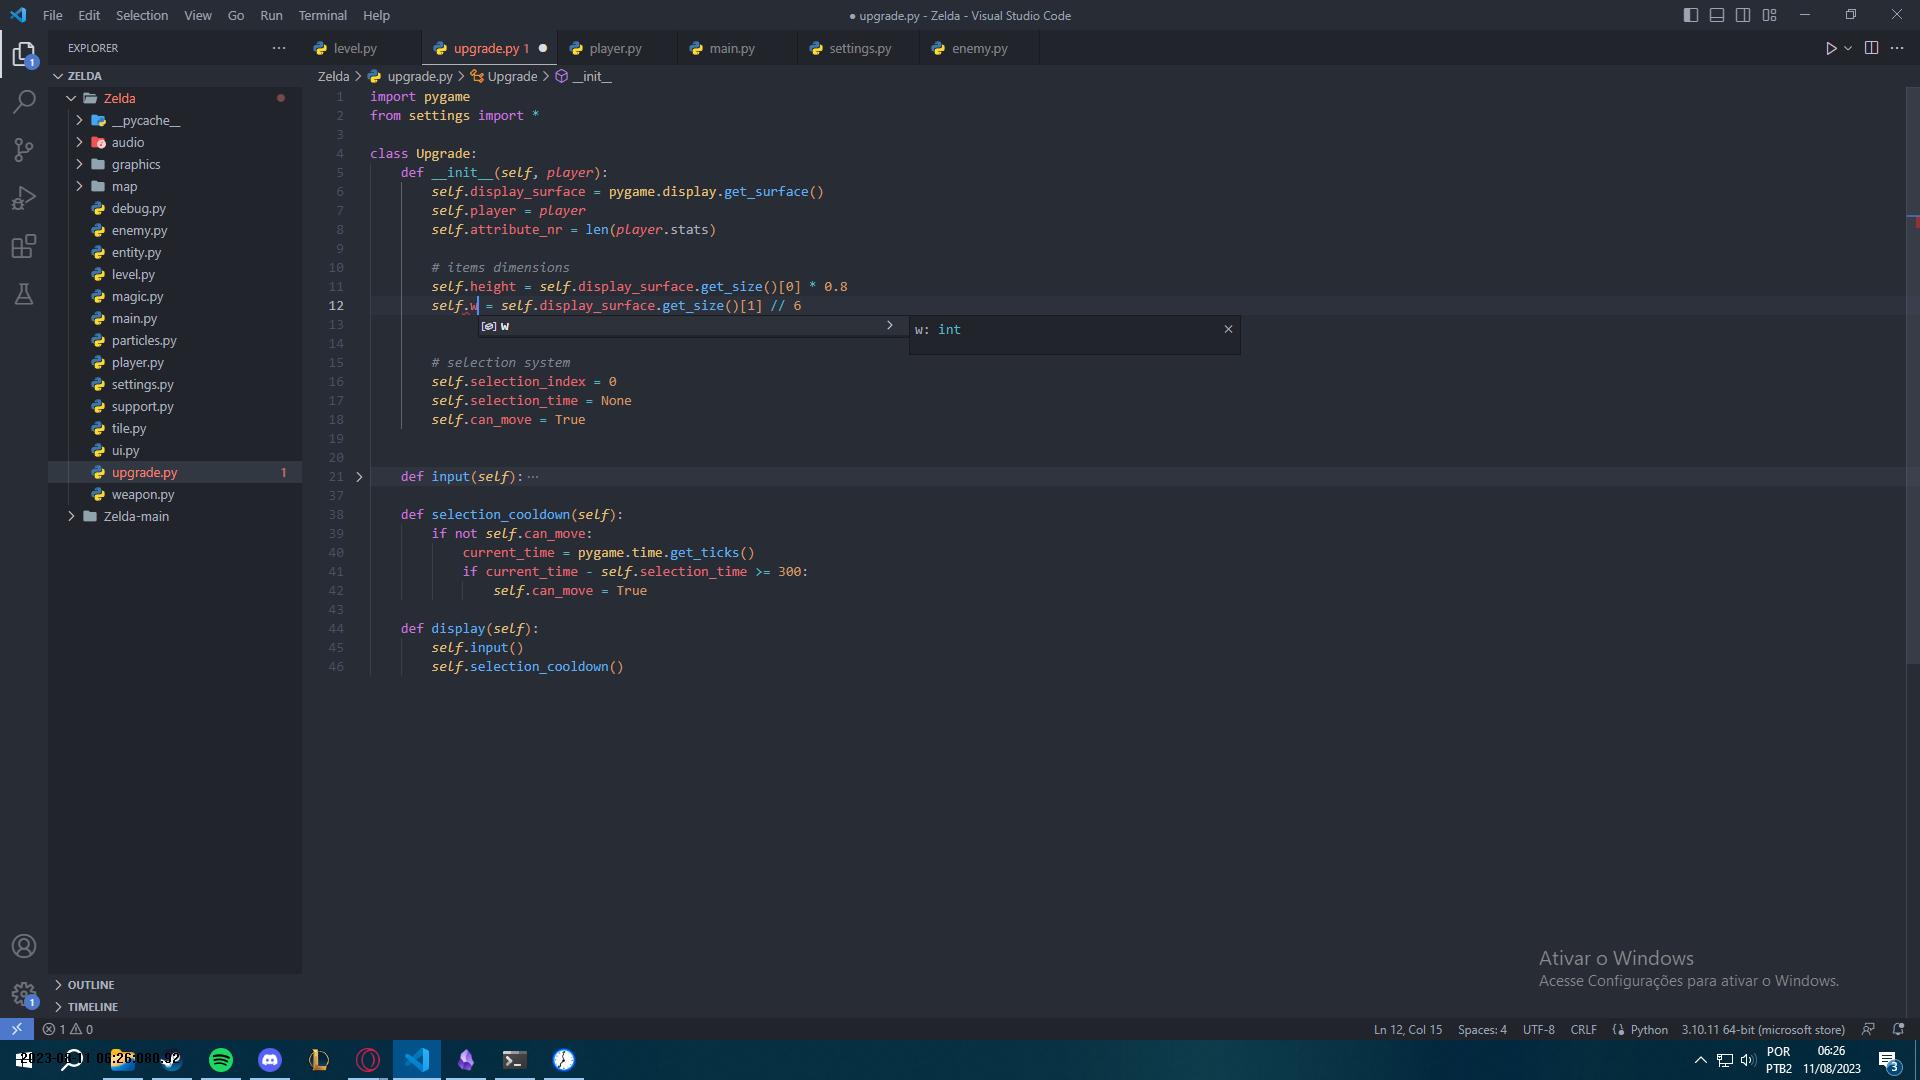 File Edit Selection View Go Run Terminal Help
● upgrade.py - Zelda - Visual Studio Code
EXPLORER
level.py
upgrade.py 1
player.py
main.py
settings.py
enemy.py
ZELDA
Zelda
__pycache__
audio
graphics
map
debug.py
enemy.py
entity.py
level.py
magic.py
main.py
particles.py
player.py
settings.py
support.py
tile.py
ui.py
upgrade.py 1
weapon.py
Zelda-main
OUTLINE
TIMELINE
1
1
Zelda > upgrade.py > Upgrade > __init__
1 import pygame
2 from settings import *
3
4 class Upgrade:
5 def __init__(self, player):
6 self.display_surface = pygame.display.get_surface()
7 self.player = player
8 self.attribute_nr = len(player.stats)
9
10 # items dimensions
11 self.height = self.display_surface.get_size()[0] * 0.8
12 self.w = self.display_surface.get_size()[1] // 6
w
w: int
13
14
15 # selection system
16 self.selection_index = 0
17 self.selection_time = None
18 self.can_move = True
19
20
21 def input(self):···
37
38 def selection_cooldown(self):
39 if not self.can_move:
40 current_time = pygame.time.get_ticks()
41 if current_time - self.selection_time >= 300:
42 self.can_move = True
43
44 def display(self):
45 self.input()
46 self.selection_cooldown()
Ativar o Windows
Acesse Configurações para ativar o Windows.
1 0
Ln 12, Col 15 Spaces: 4 UTF-8 CRLF Python 3.10.11 64-bit (microsoft store)
POR
PTB2
06:26
11/08/2023
3